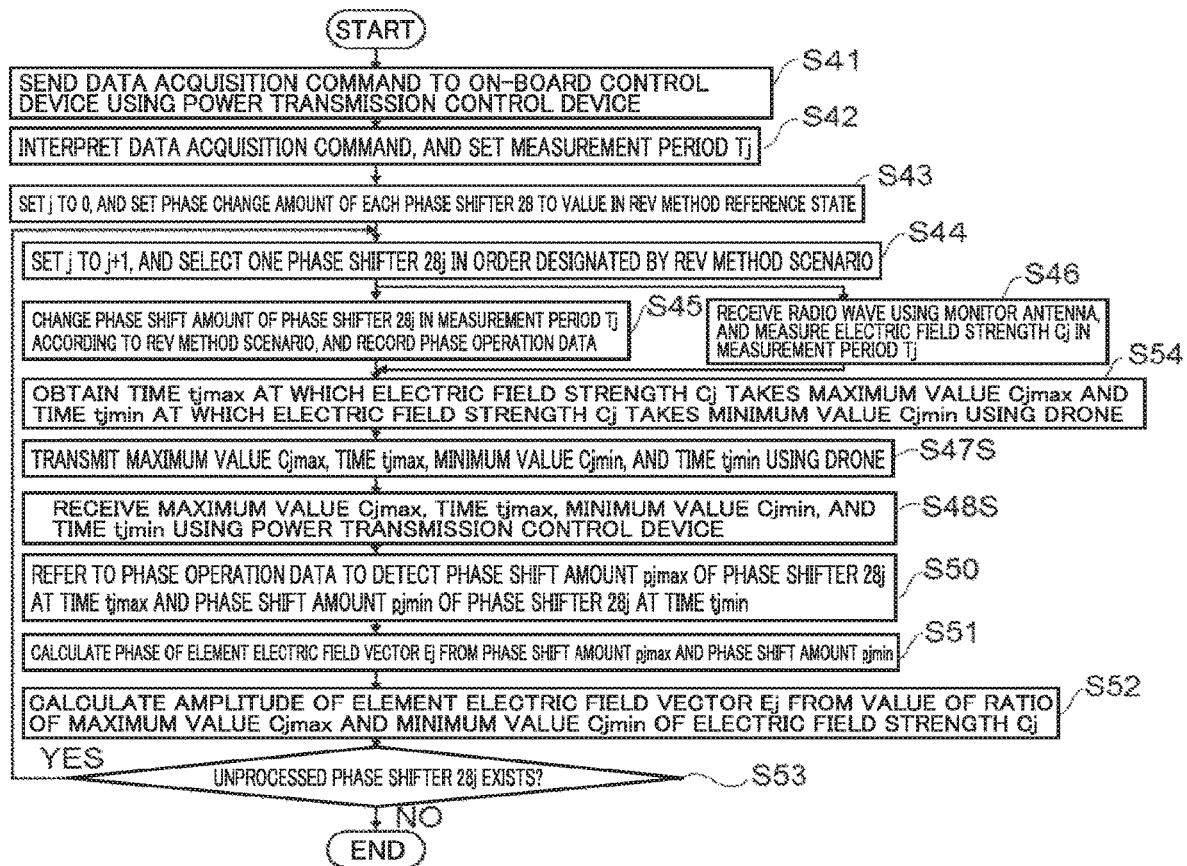 START
S41
SEND DATA ACQUISITION COMMAND TO ON-BOARD CONTROL
DEVICE USING POWER TRANSMISSION CONTROL DEVICE
S42
INTERPRET DATA ACQUISITION COMMAND, AND SET MEASUREMENT PERIOD Tj
S43
SET j TO 0, AND SET PHASE CHANGE AMOUNT OF EACH PHASE SHIFTER 28 TO VALUE IN REV METHOD REFERENCE STATE
S44
SET j TO j+1, AND SELECT ONE PHASE SHIFTER 28j IN ORDER DESIGNATED BY REV METHOD SCENARIO
S45
CHANGE PHASE SHIFT AMOUNT OF PHASE SHIFTER 28j IN MEASUREMENT PERIOD Tj
ACCORDING TO REV METHOD SCENARIO, AND RECORD PHASE OPERATION DATA
S46
RECEIVE RADIO WAVE USING MONITOR ANTENNA,
AND MEASURE ELECTRIC FIELD STRENGTH Cj IN
MEASUREMENT PERIOD Tj
S54
OBTAIN TIME tjmax AT WHICH ELECTRIC FIELD STRENGTH Cj TAKES MAXIMUM VALUE Cjmax AND
TIME tjmin AT WHICH ELECTRIC FIELD STRENGTH Cj TAKES MINIMUM VALUE Cjmin USING DRONE
S47S
TRANSMIT MAXIMUM VALUE Cjmax, TIME tjmax, MINIMUM VALUE Cjmin, AND TIME tjmin USING DRONE
S48S
RECEIVE MAXIMUM VALUE Cjmax, TIME tjmax, MINIMUM VALUE Cjmin, AND
TIME tjmin USING POWER TRANSMISSION CONTROL DEVICE
S50
REFER TO PHASE OPERATION DATA TO DETECT PHASE SHIFT AMOUNT pjmax OF PHASE SHIFTER 28j
AT TIME tjmax AND PHASE SHIFT AMOUNT pjmin OF PHASE SHIFTER 28j AT TIME tjmin
S51
CALCULATE PHASE OF ELEMENT ELECTRIC FIELD VECTOR Ej FROM PHASE SHIFT AMOUNT pjmax AND PHASE SHIFT AMOUNT pjmin
S52
CALCULATE AMPLITUDE OF ELEMENT ELECTRIC FIELD VECTOR Ej FROM VALUE OF RATIO
OF MAXIMUM VALUE Cjmax AND MINIMUM VALUE Cjmin OF ELECTRIC FIELD STRENGTH Cj
YES
UNPROCESSED PHASE SHIFTER 28j EXISTS?
S53
NO
END